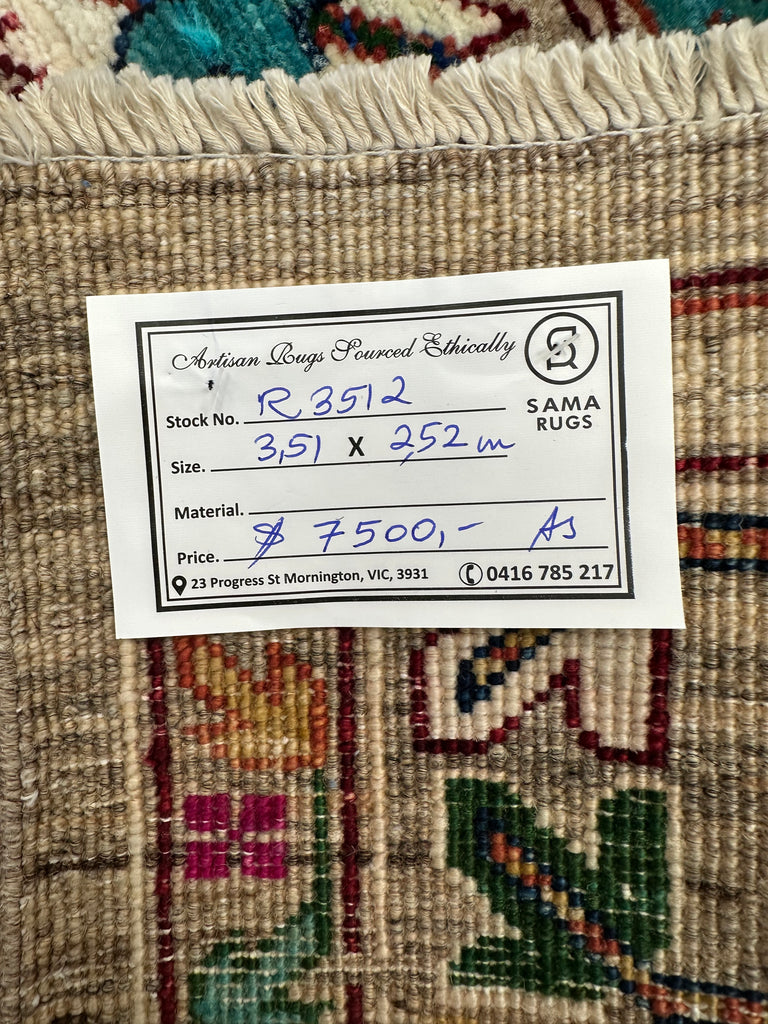 Artisan Rugs Sourced Ethically
SAMA
RUGS
Stock No. R 3512
Size. 3,51 X 2,52 m
Material.
Price. $ 7500,- As
23 Progress St Mornington, VIC, 3931 0416 785 217